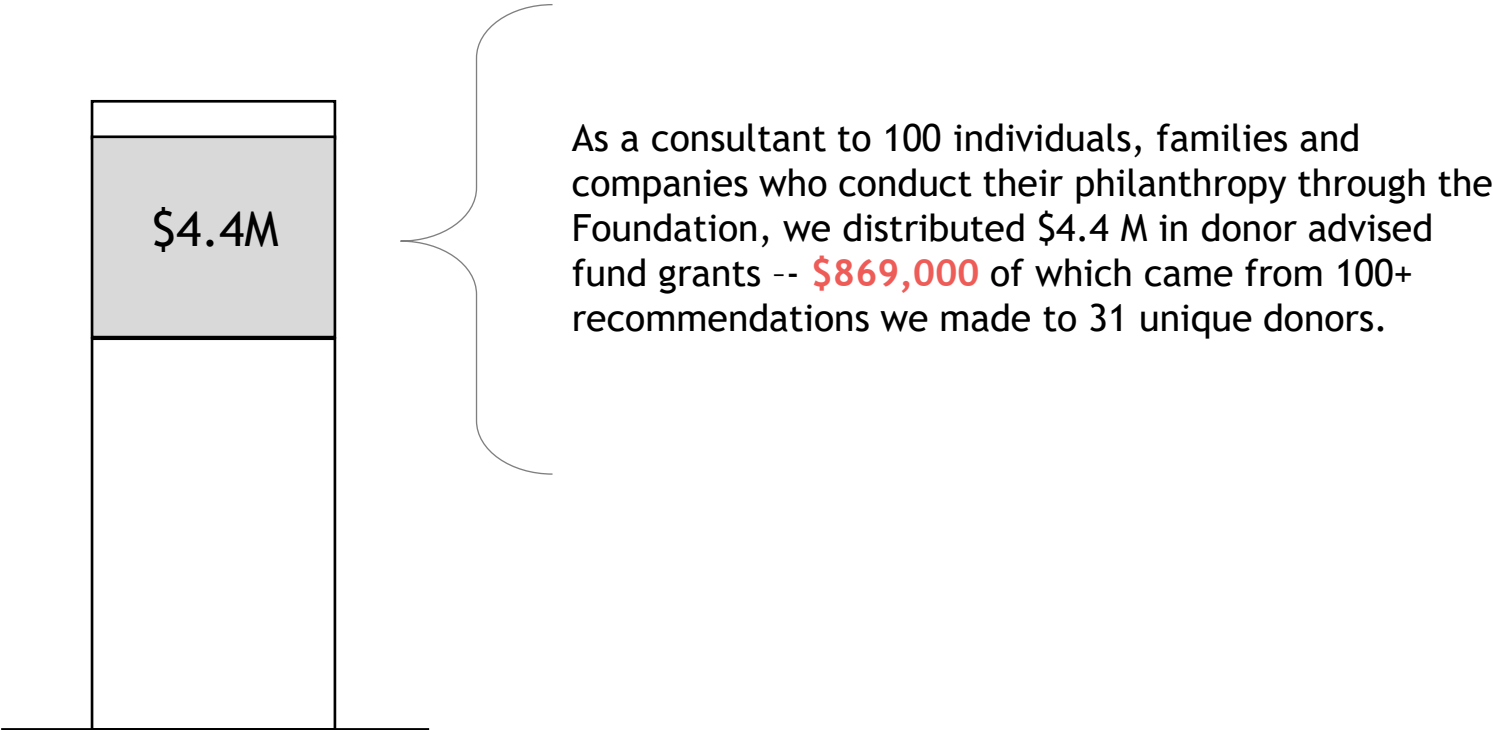 $4.4M
As a consultant to 100 individuals, families and
companies who conduct their philanthropy through the
Foundation, we distributed $4.4 M in donor advised
fund grants –- $869,000 of which came from 100+
recommendations we made to 31 unique donors.